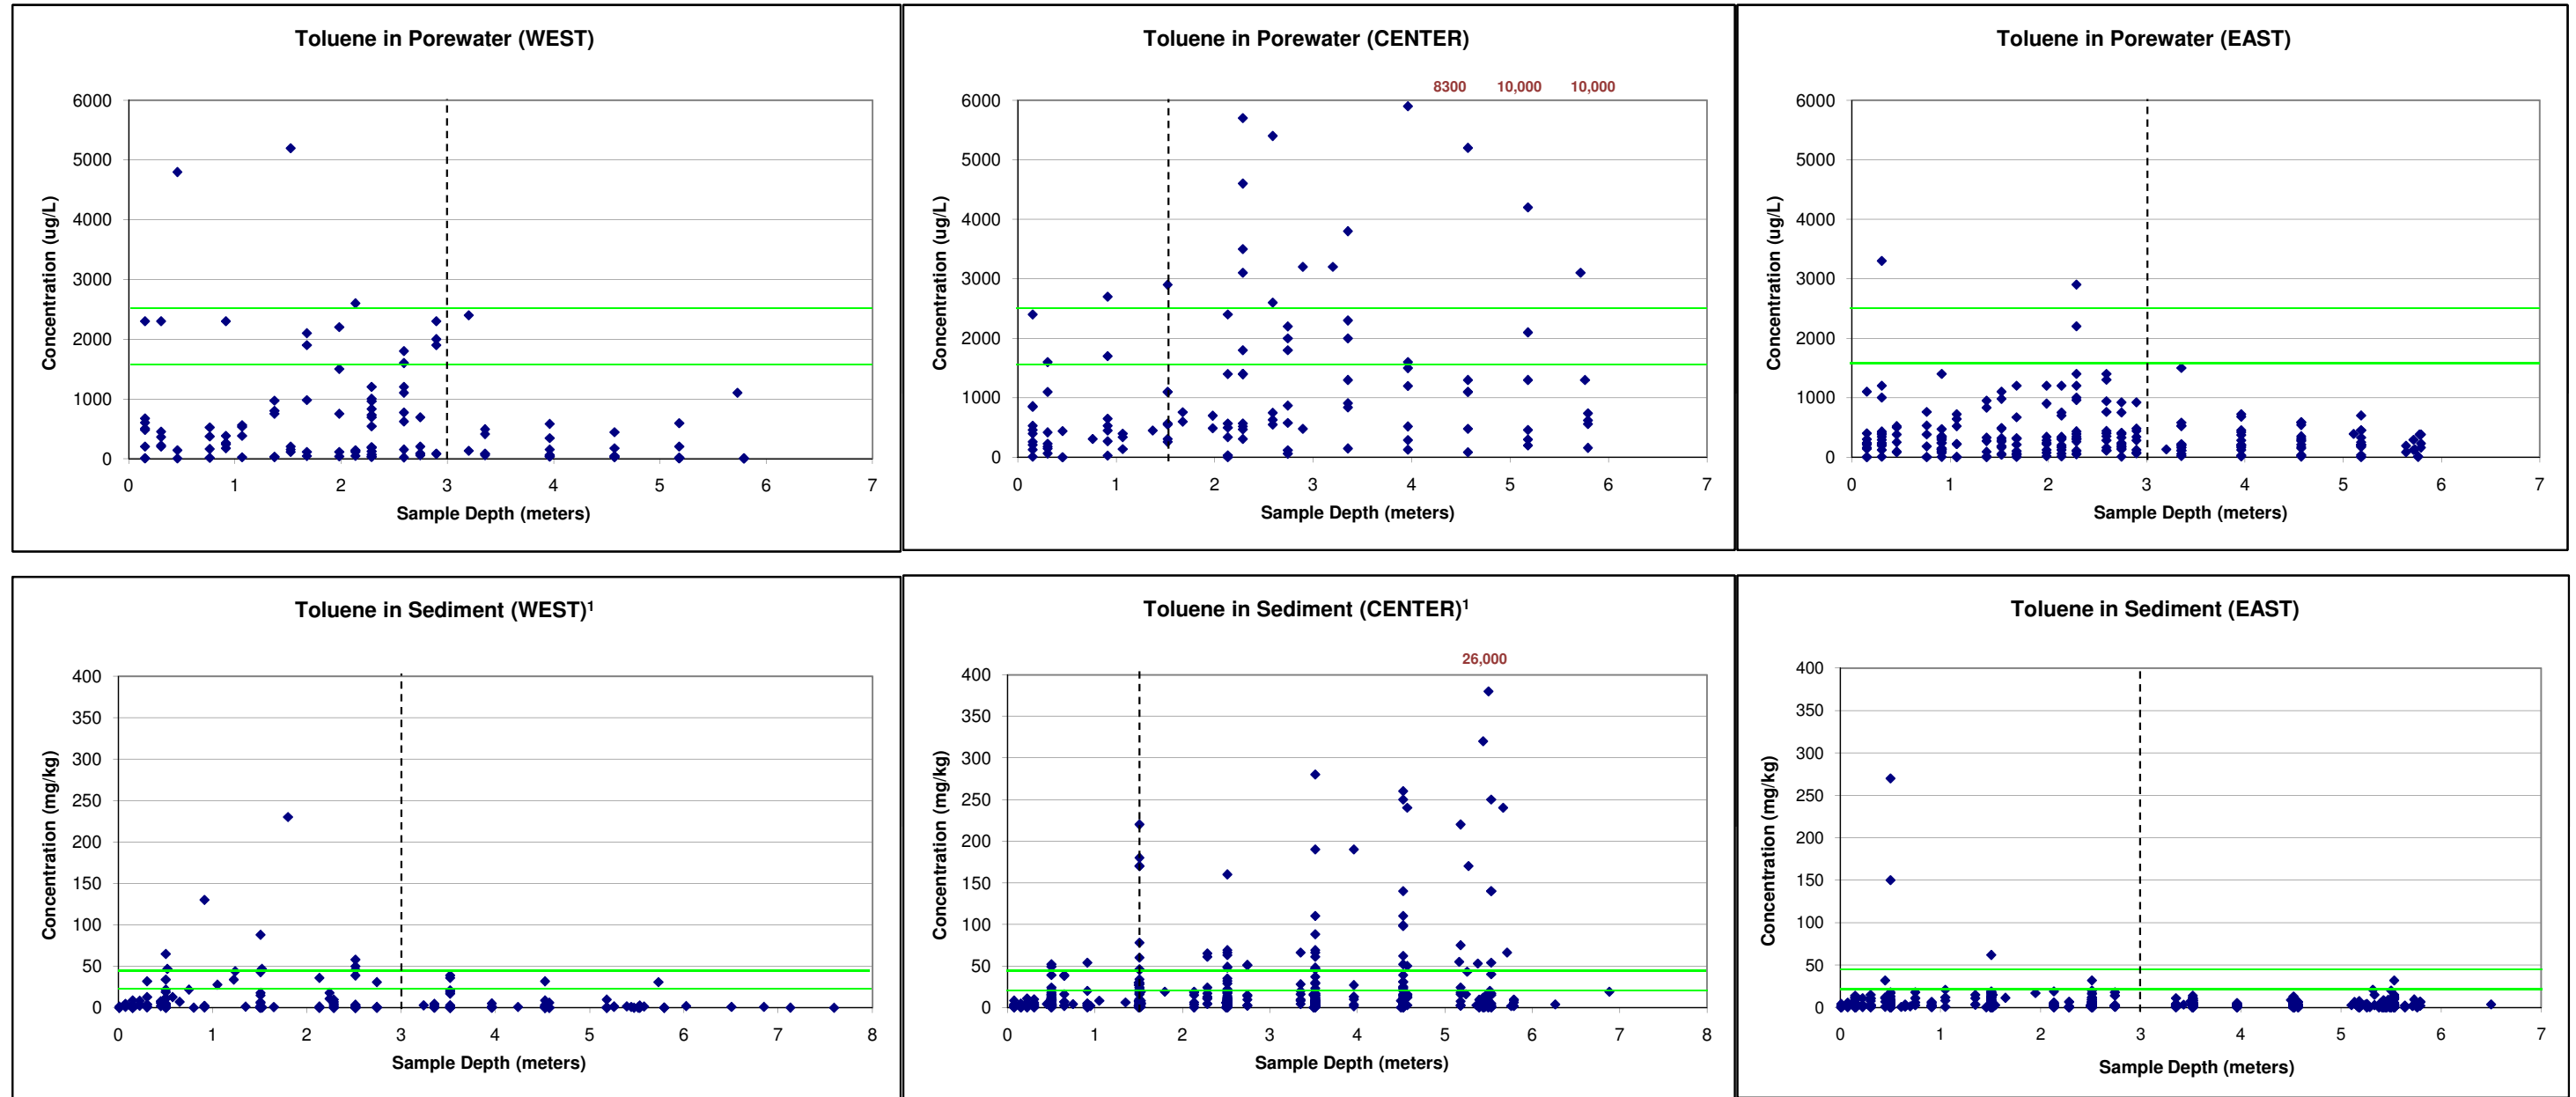 Toluene in Porewater (WEST)
6000
5000
4000
3000
2000
1000
0
Concentration (ug/L)
0 1 2 3 4 5 6 7
Sample Depth (meters)
Toluene in Porewater (CENTER)
8300 10,000 10,000
6000
5000
4000
3000
2000
1000
0
Concentration (ug/L)
0 1 2 3 4 5 6 7
Sample Depth (meters)
Toluene in Porewater (EAST)
6000
5000
4000
3000
2000
1000
0
Concentration (ug/L)
0 1 2 3 4 5 6 7
Sample Depth (meters)
Toluene in Sediment (WEST)¹
400
350
300
250
200
150
100
50
0
Concentration (mg/kg)
0 1 2 3 4 5 6 7 8
Sample Depth (meters)
Toluene in Sediment (CENTER)¹
26,000
400
350
300
250
200
150
100
50
0
Concentration (mg/kg)
0 1 2 3 4 5 6 7 8
Sample Depth (meters)
Toluene in Sediment (EAST)
400
350
300
250
200
150
100
50
0
Concentration (mg/kg)
0 1 2 3 4 5 6 7
Sample Depth (meters)